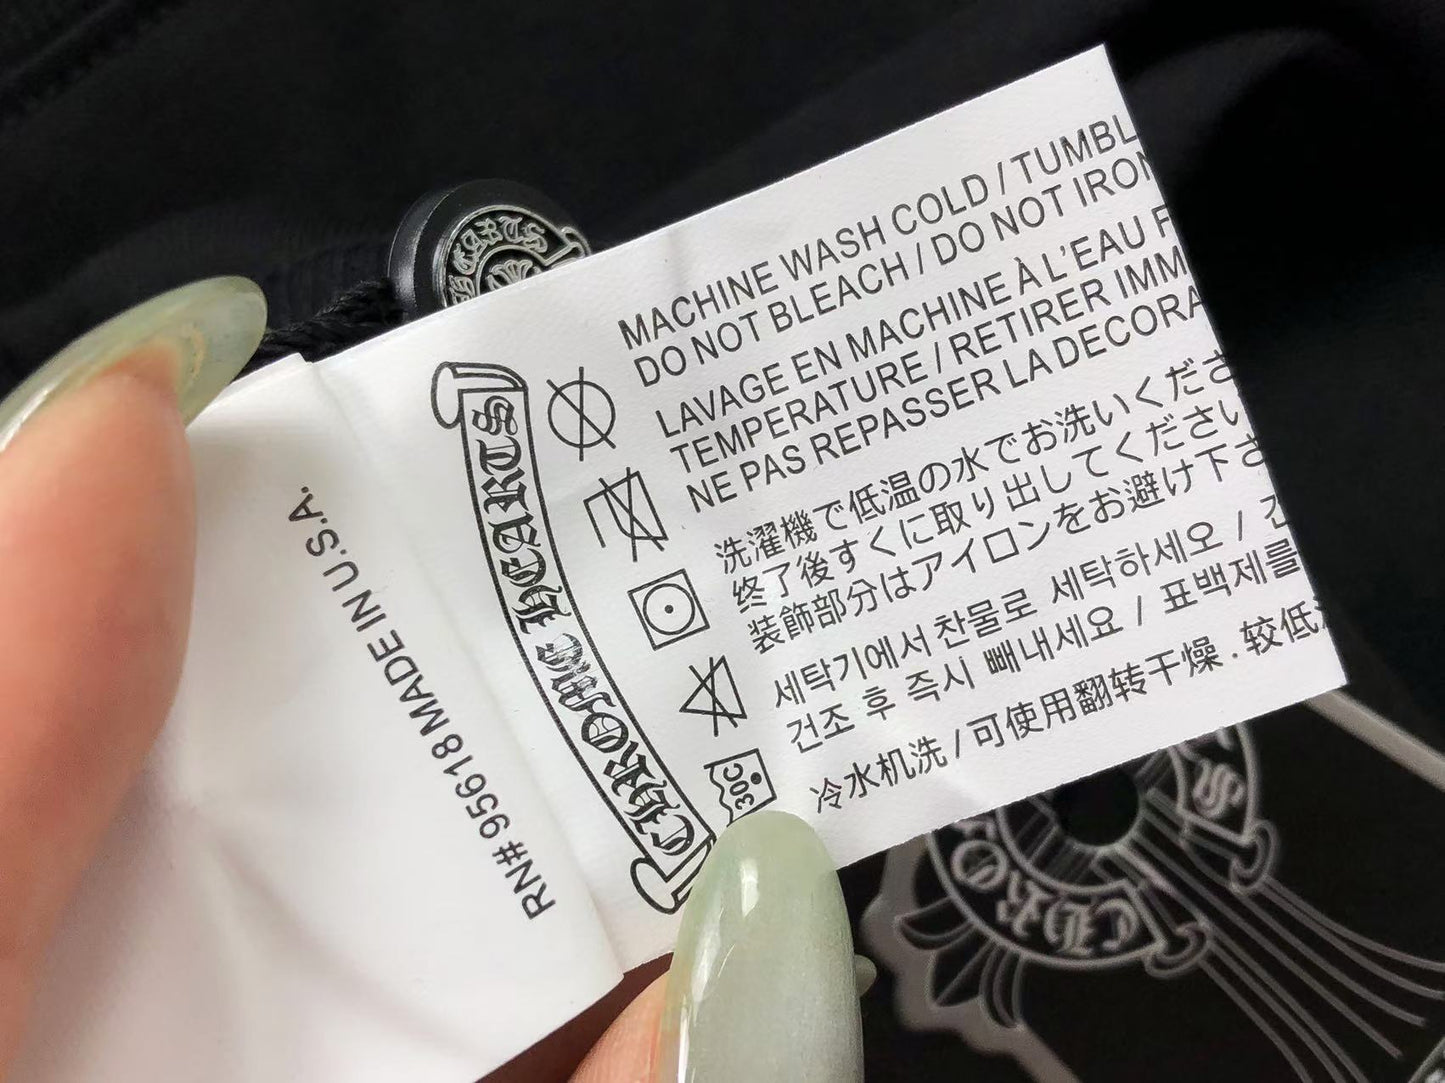 HEARTS
MACHINE WASH COLD / TUMBL
DO NOT BLEACH / DO NOT IRON
LAVAGE EN MACHINE À L'EAU F
TEMPERATURE / RETIRER IMM
NE PAS REPASSER LA DECORA
洗濯機で低温の水でお洗いくださ
終了後すぐに取り出してください
装飾部分はアイロンをお避け下さ
세탁기에서 찬물로 세탁하세요 / 건
건조 후 즉시 빼내세요 / 표백제를
冷水机洗 / 可使用翻转干燥 . 较低
30C
CHROME HEARTS
RN# 95618 MADE IN U.S.A.
CHRO
S